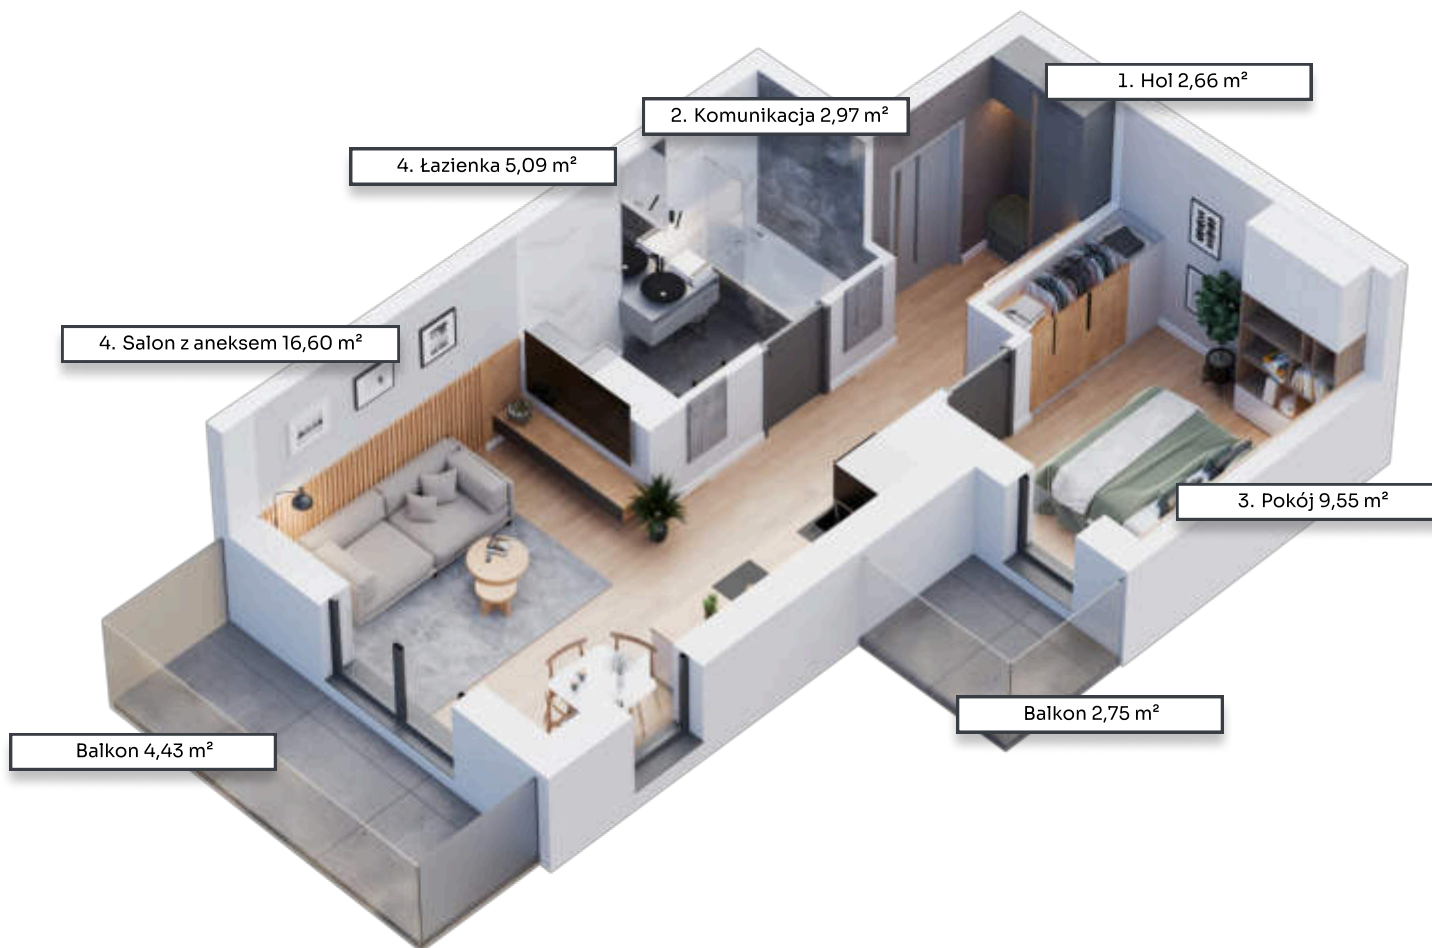 1. Hol 2,66 m²
2. Komunikacja 2,97 m²
4. Łazienka 5,09 m²
4. Salon z aneksem 16,60 m²
3. Pokój 9,55 m²
Balkon 2,75 m²
Balkon 4,43 m²